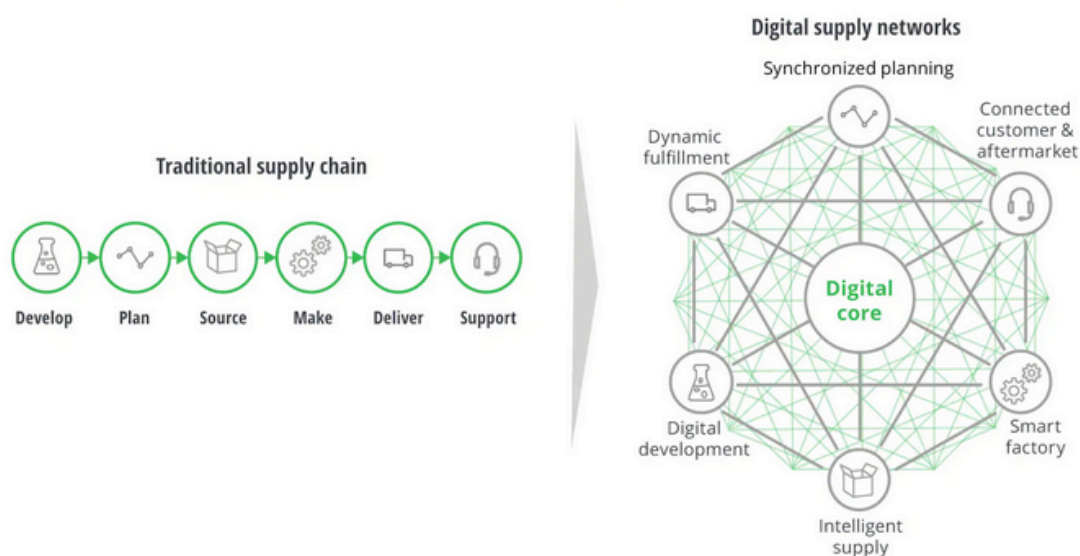 Traditional supply chain
Develop
Plan
Source
Make
Deliver
Support
Digital supply networks
Synchronized planning
Connected
customer &
aftermarket
Dynamic
fulfillment
Digital
core
Digital
development
Smart
factory
Intelligent
supply